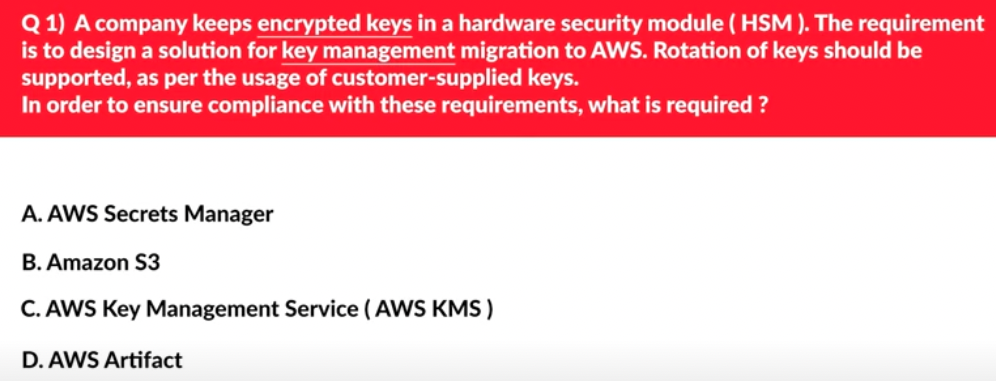 Q 1) A company keeps encrypted keys in a hardware security module ( HSM ). The requirement
is to design a solution for key management migration to AWS. Rotation of keys should be
supported, as per the usage of customer-supplied keys.
In order to ensure compliance with these requirements, what is required ?
A. AWS Secrets Manager
B. Amazon S3
C. AWS Key Management Service ( AWS KMS )
D. AWS Artifact